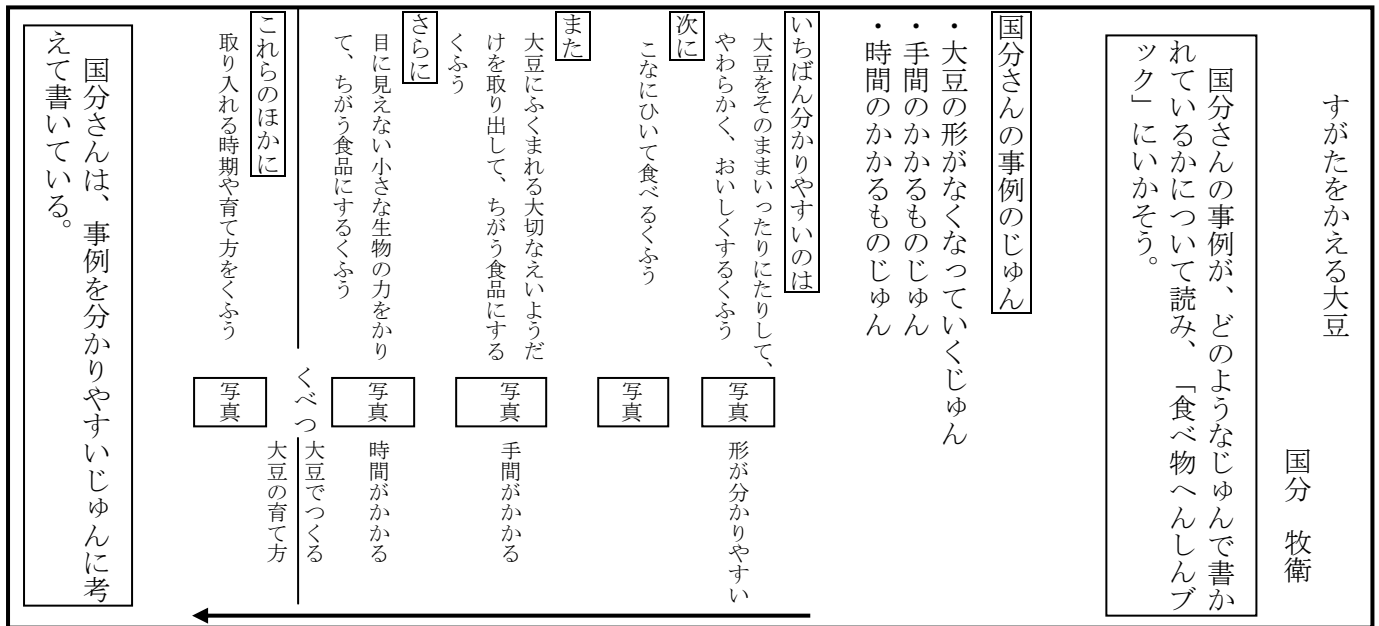 すがたをかえる大豆
国分　牧衛
国分さんの事例が、どのようなじゅんで書か
れているかについて読み、「食べ物へんしんブ
ック」にいかそう。
国分さんの事例のじゅん
・大豆の形がなくなっていくじゅん
・手間のかかるものじゅん
・時間のかかるものじゅん
いちばん分かりやすいのは
大豆をそのままいったりにたりして、
やわらかく、おいしくするくふう
写真
形が分かりやすい
次に
こなにひいて食べるくふう
写真
また
大豆にふくまれる大切なえいようだ
けを取り出して、ちがう食品にする
くふう
写真
手間がかかる
さらに
目に見えない小さな生物の力をかり
て、ちがう食品にするくふう
写真
時間がかかる
くべつ
大豆でつくる
大豆の育て方
これらのほかに
取り入れる時期や育て方をくふう
写真
国分さんは、事例を分かりやすいじゅんに考
えて書いている。